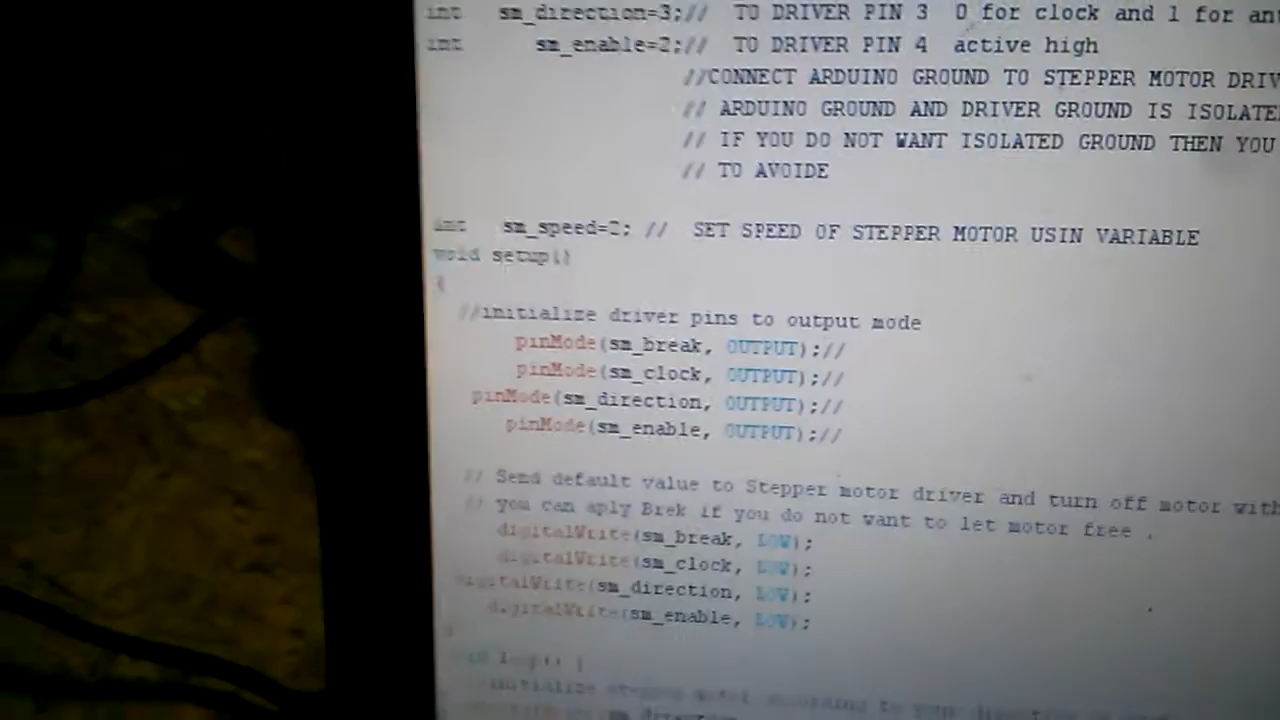 int sm_direction=3;// TO DRIVER PIN 3 0 for clock and 1 for
int sm_enable=2;// TO DRIVER PIN 4 active high
//CONNECT ARDUINO GROUND TO STEPPER MOTOR
// ARDUINO GROUND AND DRIVER GROUND IS
// IF YOU DO NOT WANT ISOLATED GROUND THEN YOU
// TO AVOIDE
int sm_speed=2; // SET SPEED OF STEPPER MOTOR USIN VARIABLE
void setup()
{
//initialize driver pins to output mode
pinMode(sm_break, OUTPUT);//
pinMode(sm_clock, OUTPUT);//
pinMode(sm_direction, OUTPUT);//
pinMode(sm_enable, OUTPUT);//
// Send default value to Stepper motor driver and turn off motor with
// you can aply Brek if you do not want to let motor free .
digitalWrite(sm_break, LOW);
digitalWrite(sm_clock, LOW);
digitalWrite(sm_direction, LOW);
digitalWrite(sm_enable, LOW);
}
loop() {
initialize